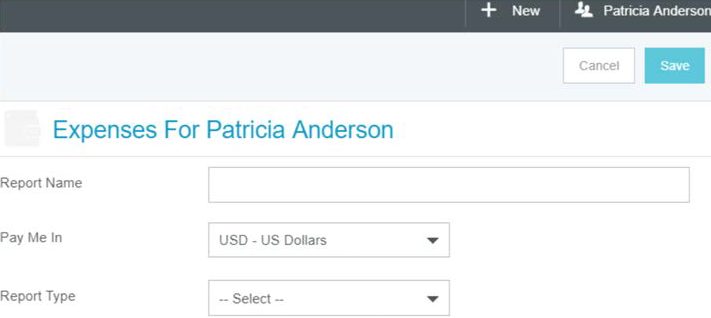 New Patricia Anderson
Cancel Save
Expenses For Patricia Anderson
Report Name
Pay Me In USD - US Dollars
Report Type -- Select --